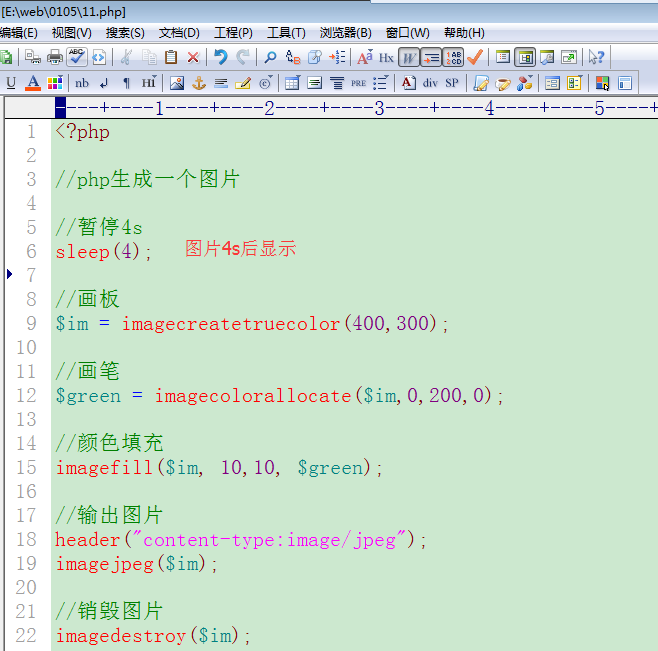 [E:\web\0105\11.php]
编辑(E) 视图(V) 搜索(S) 文档(D) 工程(P) 工具(T) 浏览器(B) 窗口(W) 帮助(H)
ABC Hx W
U A nb ¶ HI © PRE A div SP
----+----1----+----2----+----3----+----4----+----5----+
1 <?php
2
3 //php生成一个图片
4
5 //暂停4s
6 sleep(4); 图片4s后显示
7
8 //画板
9 $im = imagecreatetruecolor(400,300);
10
11 //画笔
12 $green = imagecolorallocate($im,0,200,0);
13
14 //颜色填充
15 imagefill($im, 10,10, $green);
16
17 //输出图片
18 header("content-type:image/jpeg");
19 imagejpeg($im);
20
21 //销毁图片
22 imagedestroy($im);